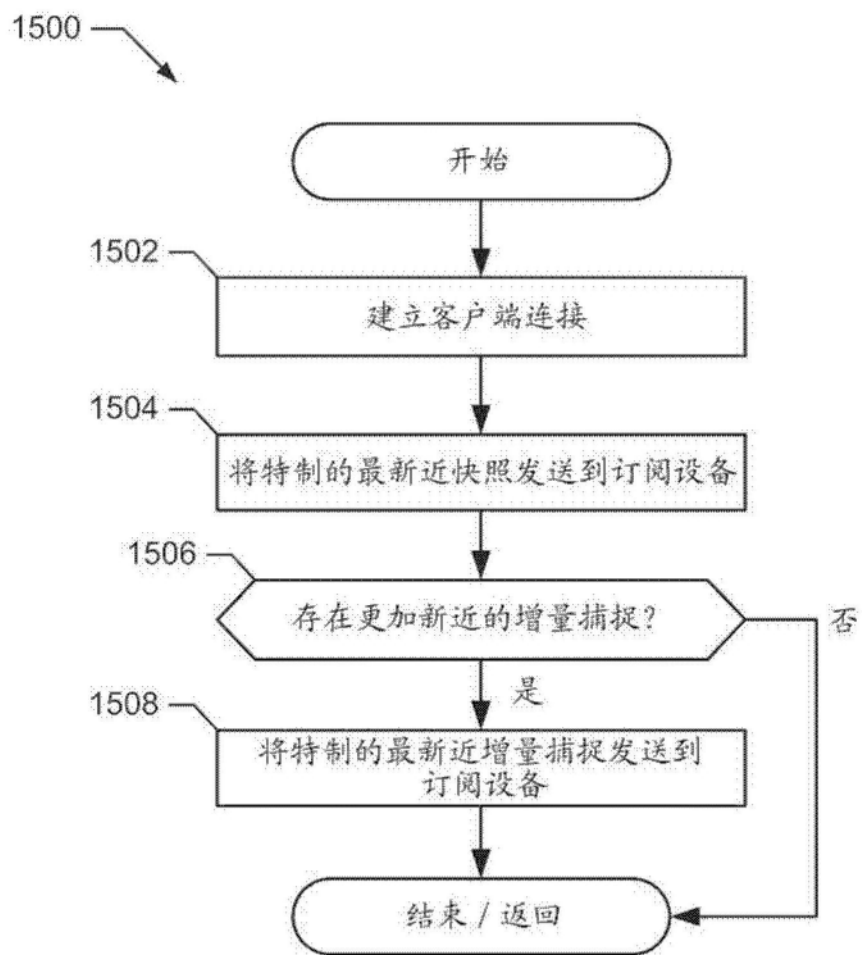 1500
开始
1502
建立客户端连接
1504
将特制的最新近快照发送到订阅设备
1506
存在更加新近的增量捕捉?
否
是
1508
将特制的最新近增量捕捉发送到
订阅设备
结束 / 返回